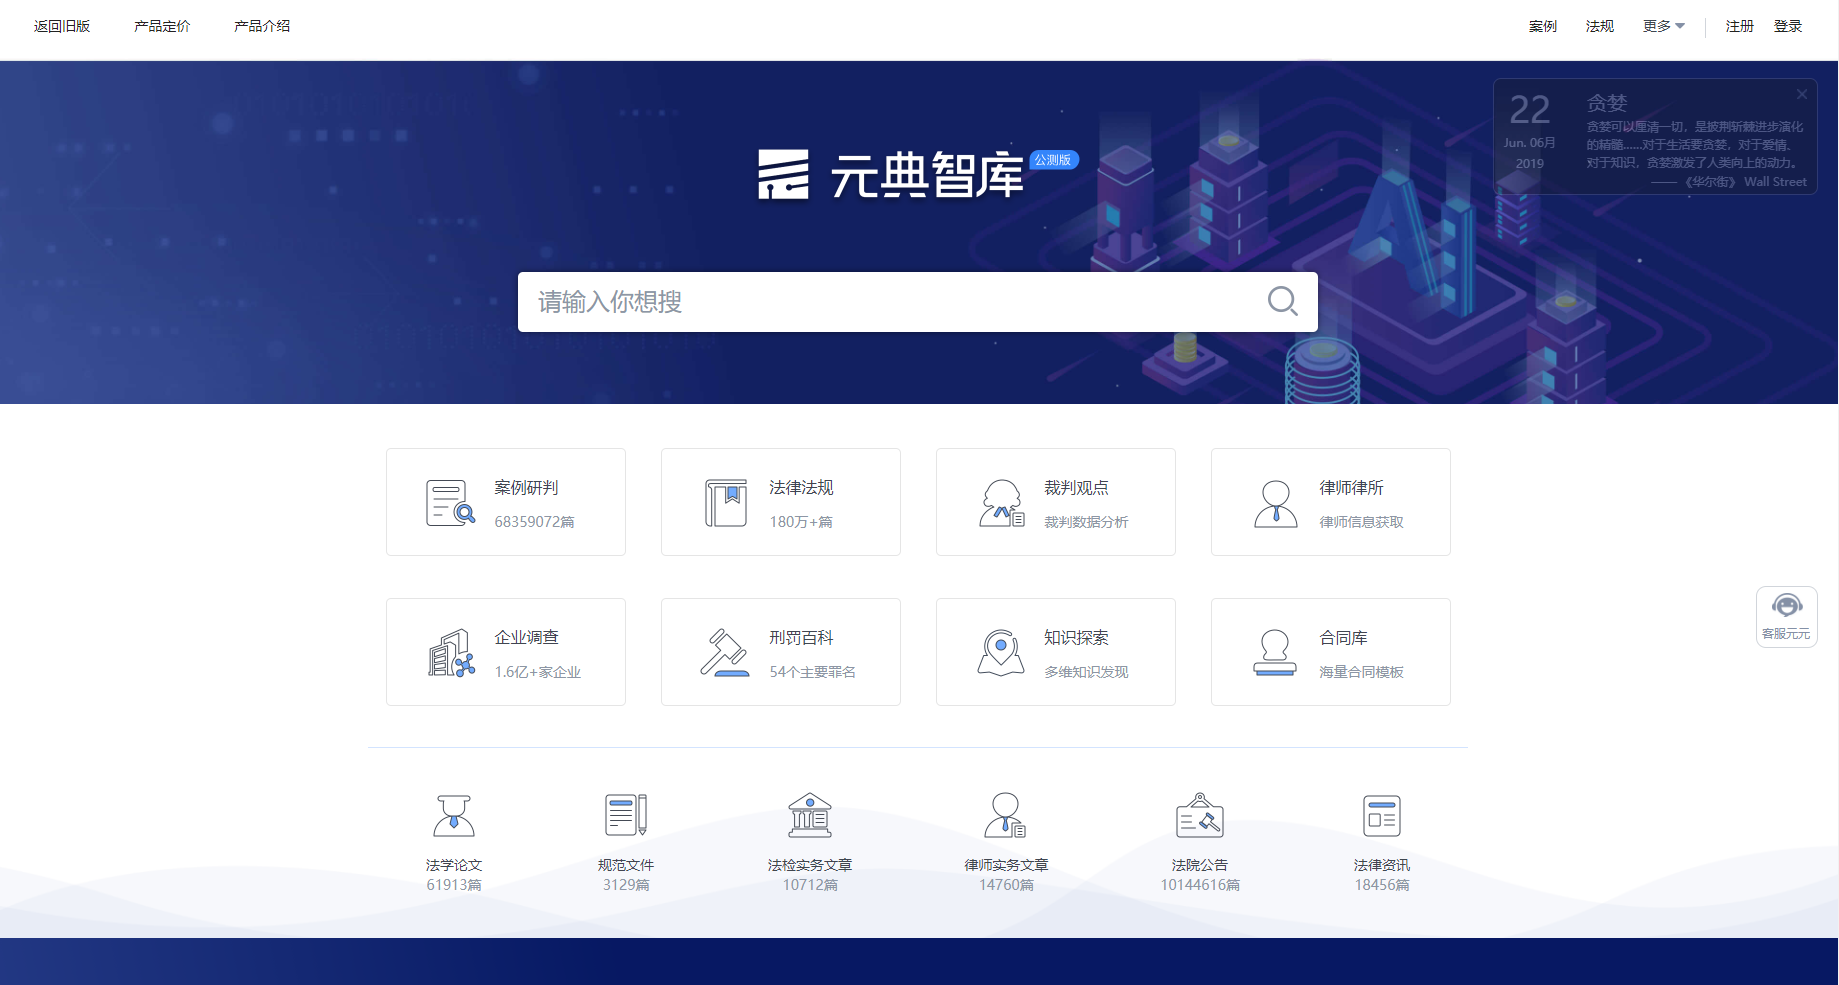 返回旧版
产品定价
产品介绍
案例
法规
更多
注册
登录
22
Jun. 06月
2019
贪婪
贪婪可以厘清一切，是披荆斩棘进步演化
的精髓......对于生活要贪婪，对于爱情、
对于知识，贪婪激发了人类向上的动力。
—— 《华尔街》 Wall Street
元典智库
公测版
请输入你想搜
案例研判
68359072篇
法律法规
180万+篇
裁判观点
裁判数据分析
律师律所
律师信息获取
企业调查
1.6亿+家企业
刑罚百科
54个主要罪名
知识探索
多维知识发现
合同库
海量合同模板
客服元元
法学论文
61913篇
规范文件
3129篇
法检实务文章
10712篇
律师实务文章
14760篇
法院公告
10144616篇
法律资讯
18456篇